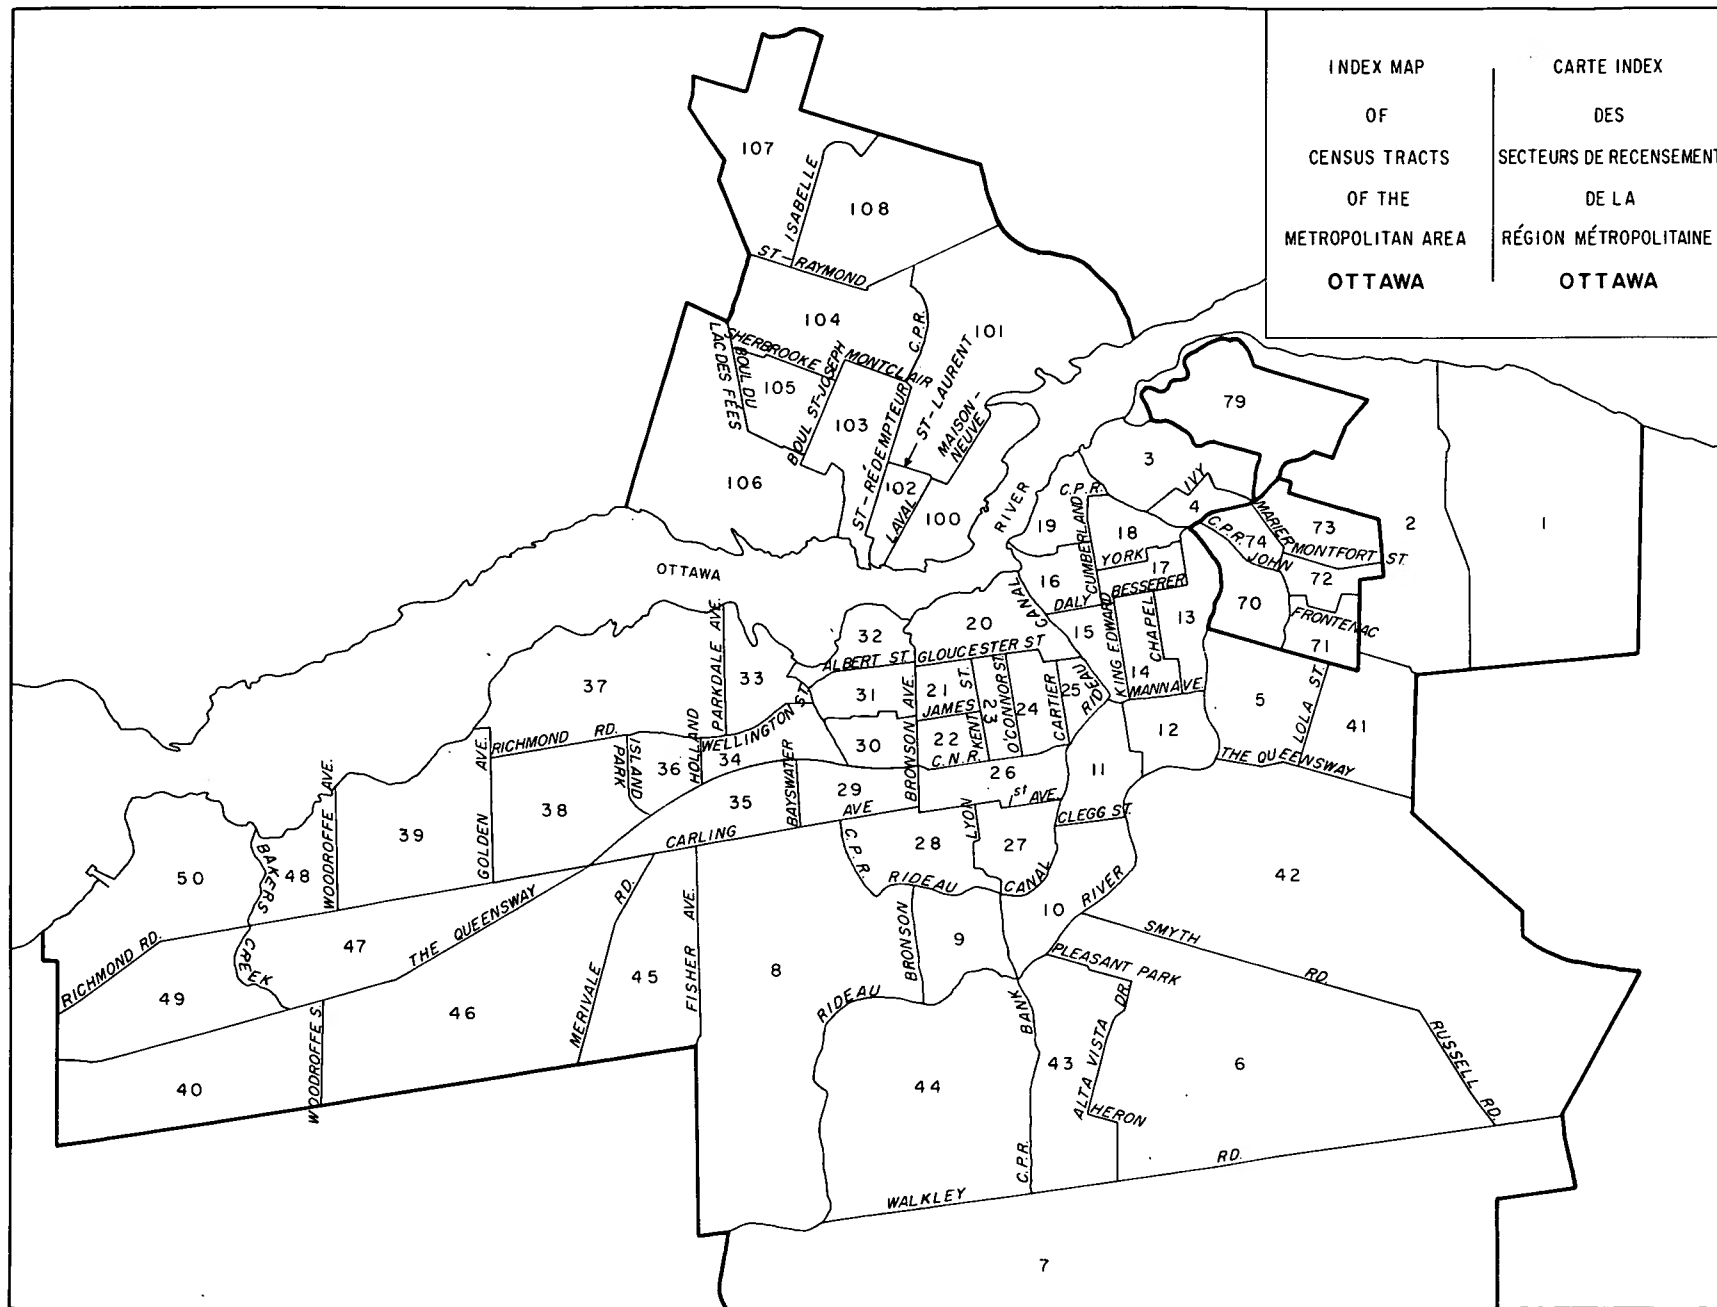 INDEX MAP
OF
CENSUS TRACTS
OF THE
METROPOLITAN AREA
OTTAWA
CARTE INDEX
DES
SECTEURS DE RECENSEMENT
DE LA
RÉGION MÉTROPOLITAINE
OTTAWA
107
ISABELLE
108
ST-RAYMOND
104
C.P.R.
101
SHERBROOKE
MONTCLAIR
LAC DES FÉES
BOUL DU
105
BOUL ST-JOSEPH
103
ST-RÉDEMPTEUR
ST-LAURENT
MAISON-
NEUVE
106
102
LAVAL
100
OTTAWA
RIVER
79
3
IVY
4
C.P.R.
MARIER
73
74
MONTFORT ST.
JOHN
72
70
FRONTENAC
71
2
1
C.P.R.
19
CUMBERLAND
18
YORK
17
BESSERER
16
DALY
CANAL
15
KING EDWARD
CHAPEL
13
14
MANN AVE.
20
GLOUCESTER ST
32
ALBERT ST.
31
30
BRONSON AVE.
21
JAMES
22
C.N.R.
KENT
ST.
23
O'CONNOR ST.
24
CARTIER
25
RIDEAU
12
5
LOLA ST.
41
THE QUEENSWAY
33
PARKDALE AVE.
37
RICHMOND RD.
ISLAND
PARK
36
HOLLAND
34
WELLINGTON ST.
35
BAYSWATER
29
26
1st AVE.
11
CLEGG ST.
CARLING
AVE
C.P.R.
28
LYON
27
RIDEAU
CANAL
10
RIVER
42
SMYTH
RD.
RUSSELL RD.
38
GOLDEN
AVE.
39
WOODROFFE AVE.
48
BAKERS
CREEK
50
RICHMOND RD.
49
47
THE QUEENSWAY
40
WOODROFFE S.
46
MERIVALE
RD.
45
FISHER AVE.
8
BRONSON
9
RIDEAU
BANK
PLEASANT PARK
43
ALTA VISTA DR.
HERON
6
44
C.P.R.
WALKLEY
RD.
7